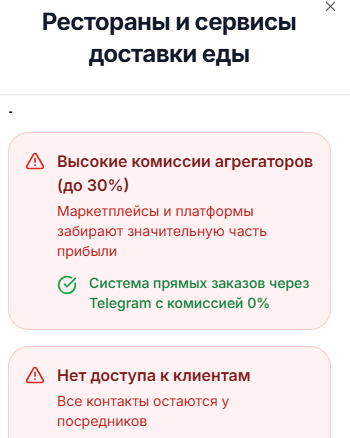 Рестораны и сервисы
доставки еды
-
Высокие комиссии агрегаторов
(до 30%)
Маркетплейсы и платформы
забирают значительную часть
прибыли
Система прямых заказов через
Telegram с комиссией 0%
Нет доступа к клиентам
Все контакты остаются у
посредников